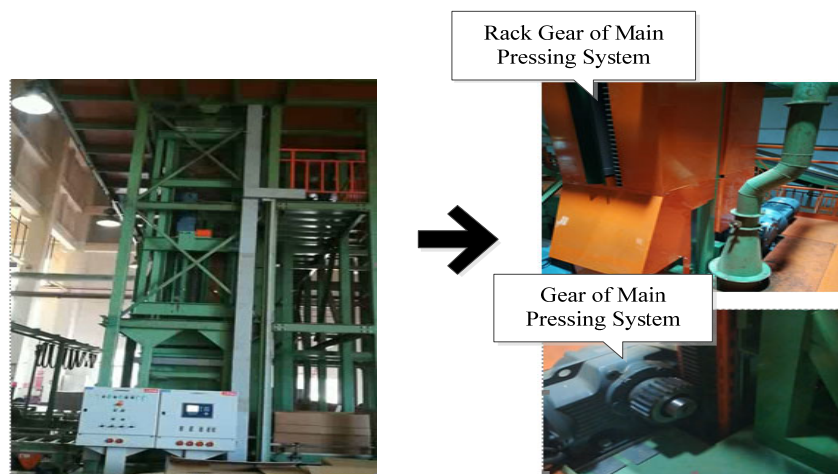 Rack Gear of Main
Pressing System
Gear of Main
Pressing System